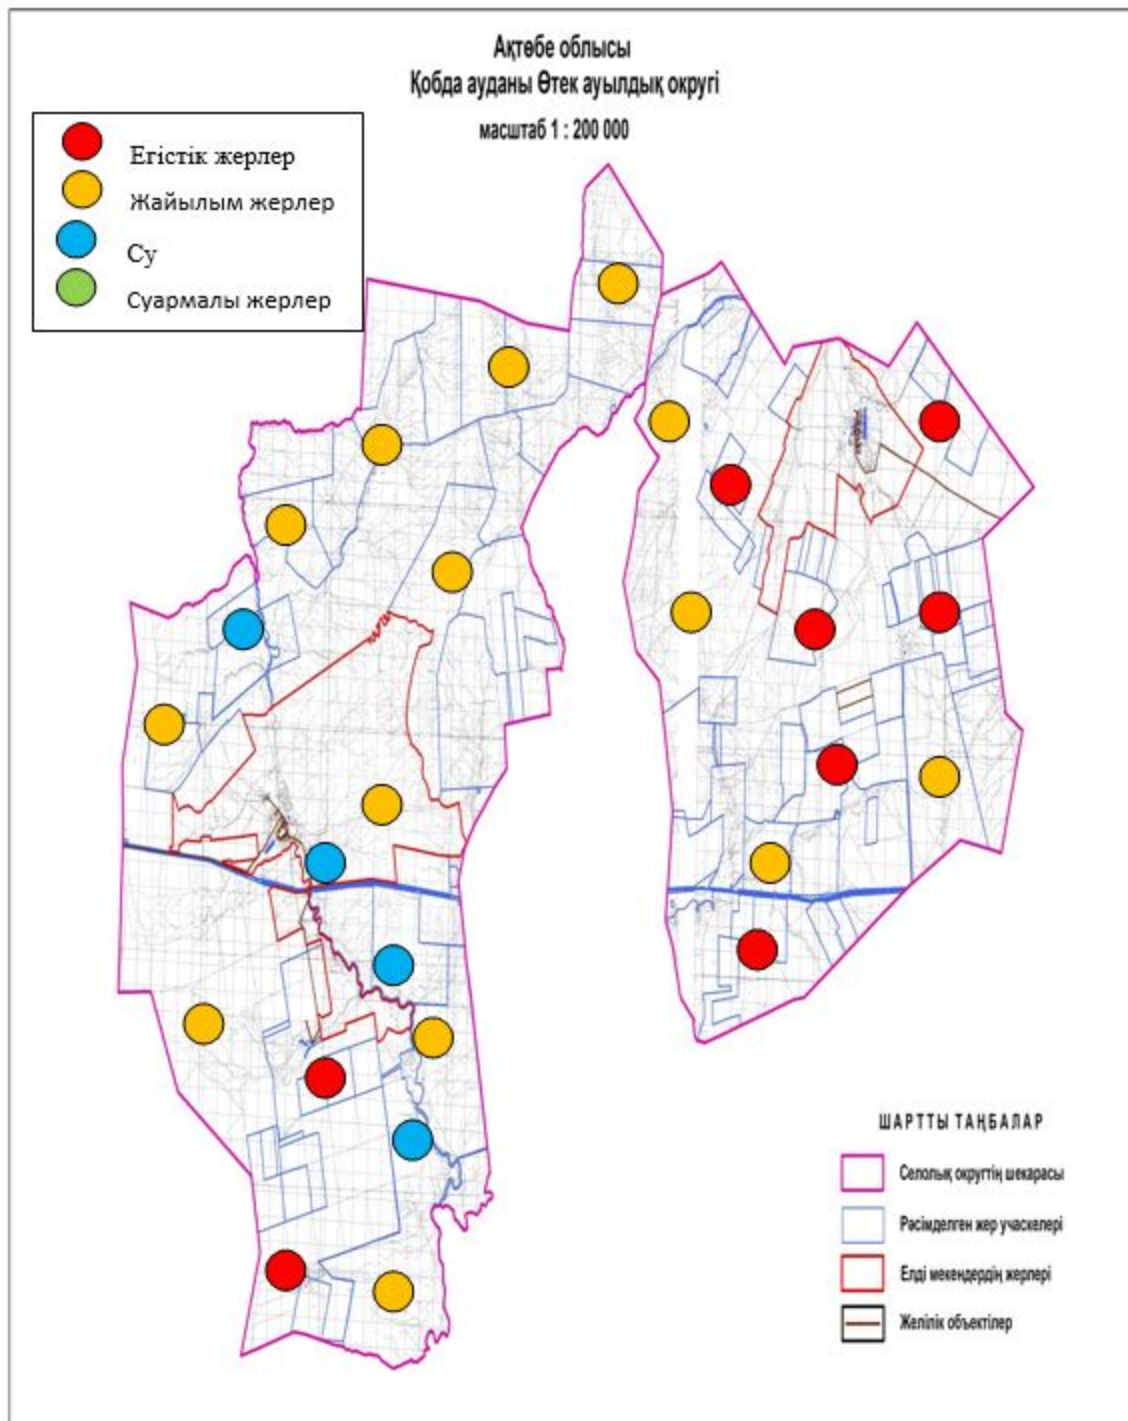 Ақтөбе облысы
Қобда ауданы Өтек ауылдық округі
масштаб 1 : 200 000
Егістік жерлер
Жайылым жерлер
Су
Суармалы жерлер
ШАРТТЫ ТАҢБАЛАР
Селолық округтің шекарасы
Рәсімделген жер учаскелері
Елді мекендердің жерлері
Желілік объектілер